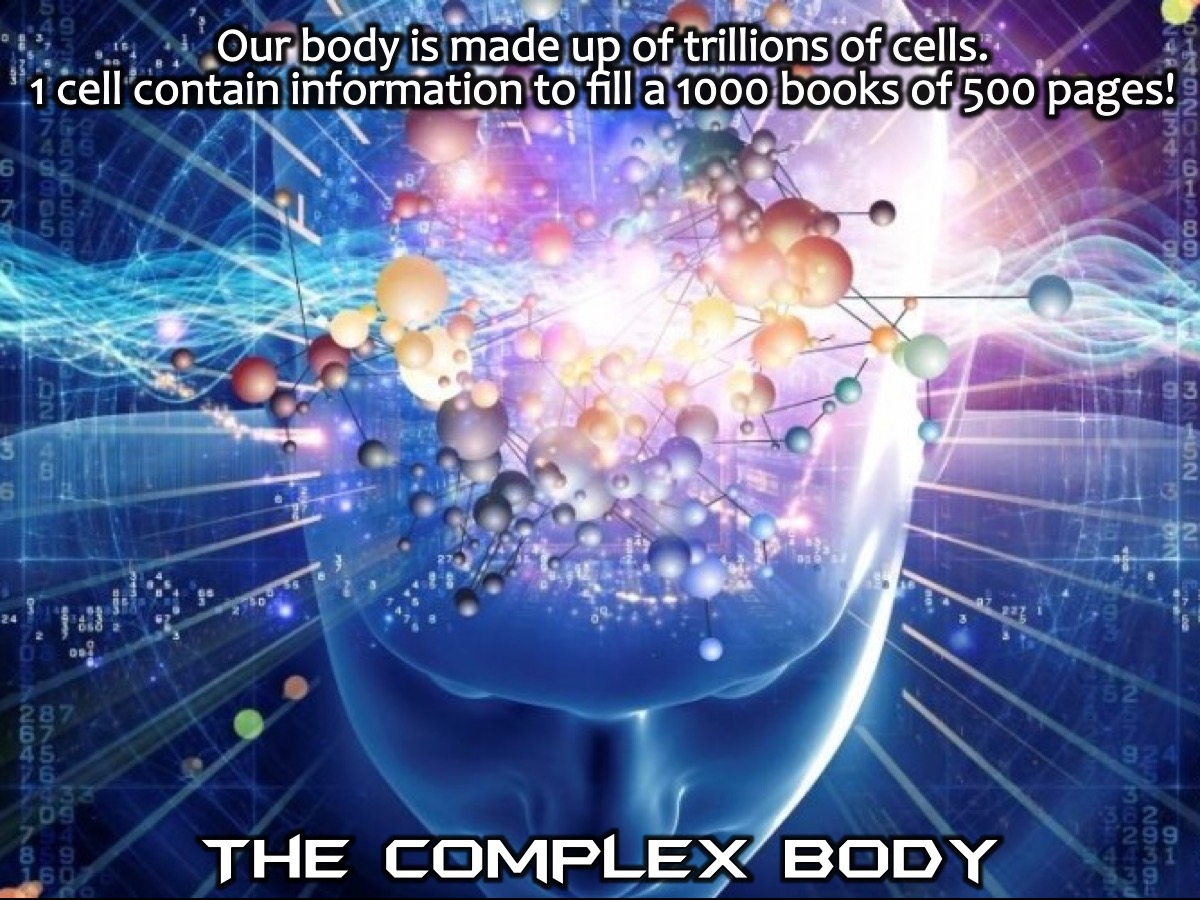 Our body is made up of trillions of cells.
1 cell contain information to fill a 1000 books of 500 pages!
THE COMPLEX BODY